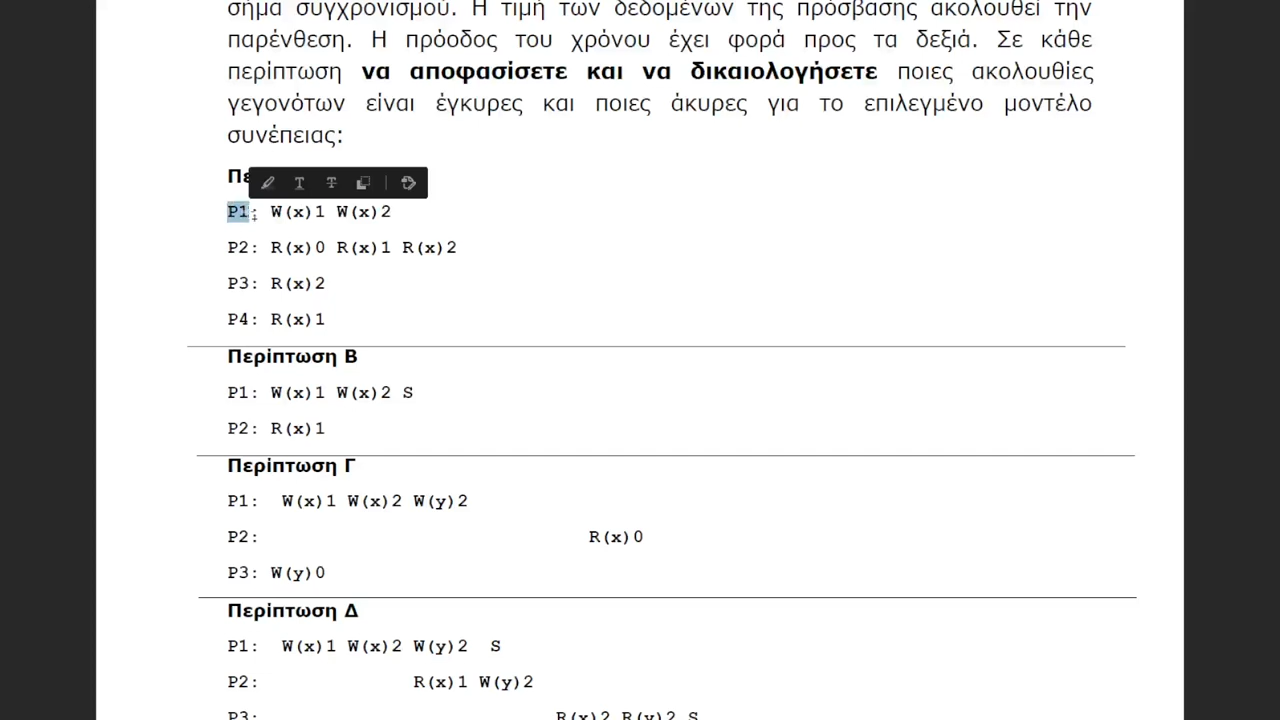 σήμα συγχρονισμού. Η τιμή των δεδομένων της πρόσβασης ακολουθεί την
παρένθεση. Η πρόοδος του χρόνου έχει φορά προς τα δεξιά. Σε κάθε
περίπτωση να αποφασίσετε και να δικαιολογήσετε ποιες ακολουθίες
γεγονότων είναι έγκυρες και ποιες άκυρες για το επιλεγμένο μοντέλο
συνέπειας:
P1: W(x)1 W(x)2
P2: R(x)0 R(x)1 R(x)2
P3: R(x)2
P4: R(x)1
Περίπτωση Β
P1: W(x)1 W(x)2 S
P2: R(x)1
Περίπτωση Γ
P1: W(x)1 W(x)2 W(y)2
P2: R(x)0
P3: W(y)0
Περίπτωση Δ
P1: W(x)1 W(x)2 W(y)2 S
P2: R(x)1 W(y)2
P3: R(x)2 R(y)2 S